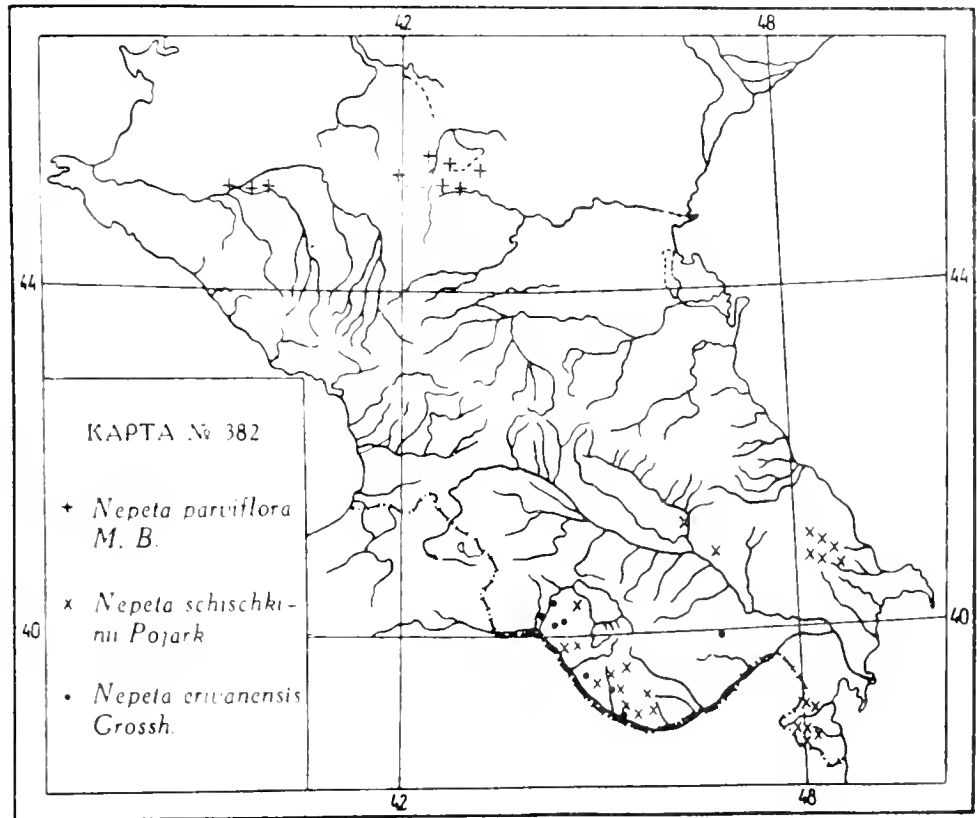 42 48
44 44
КАРТА № 382
+ Nepeta parviflora
M. B.
x Nepeta schischki-
nii Pojark
• Nepeta erivanensis
Grossh.
40 40
42 48